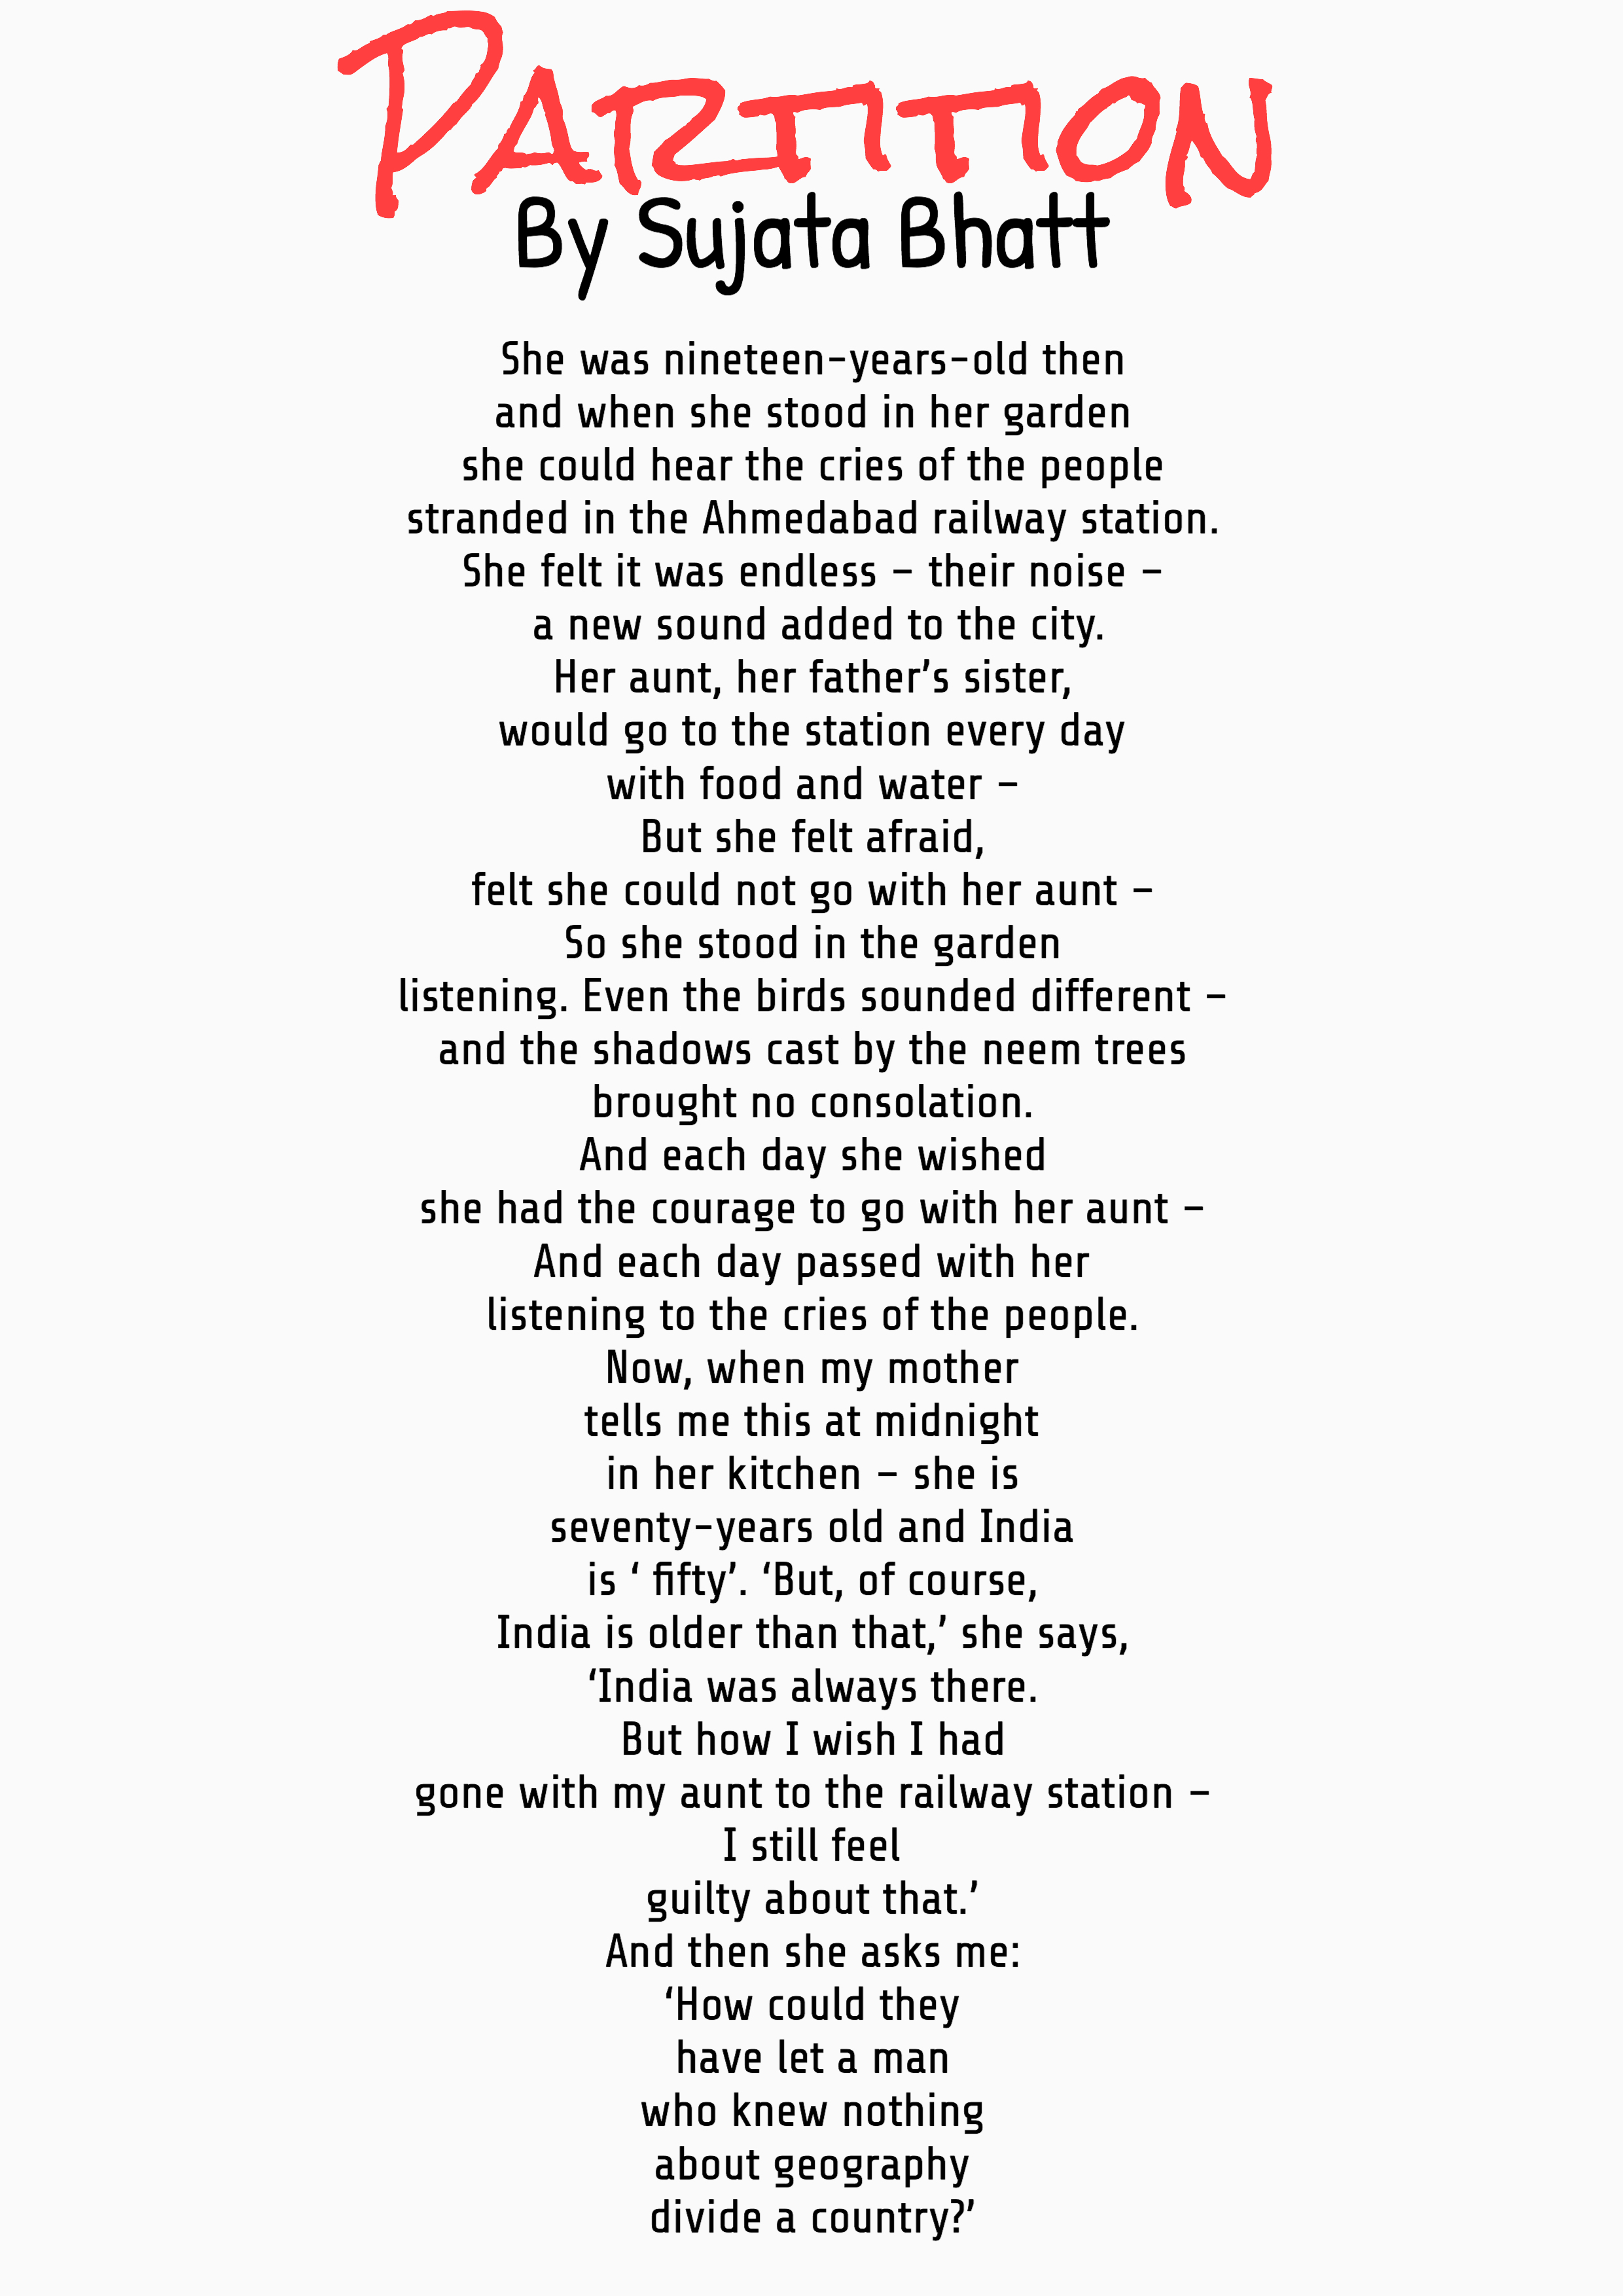 PARTITION
By Sujata Bhatt
She was nineteen-years-old then
and when she stood in her garden
she could hear the cries of the people
stranded in the Ahmedabad railway station.
She felt it was endless – their noise –
a new sound added to the city.
Her aunt, her father’s sister,
would go to the station every day
with food and water –
But she felt afraid,
felt she could not go with her aunt –
So she stood in the garden
listening. Even the birds sounded different –
and the shadows cast by the neem trees
brought no consolation.
And each day she wished
she had the courage to go with her aunt –
And each day passed with her
listening to the cries of the people.
Now, when my mother
tells me this at midnight
in her kitchen – she is
seventy-years old and India
is ‘ fifty’. ‘But, of course,
India is older than that,’ she says,
‘India was always there.
But how I wish I had
gone with my aunt to the railway station –
I still feel
guilty about that.’
And then she asks me:
‘How could they
have let a man
who knew nothing
about geography
divide a country?’